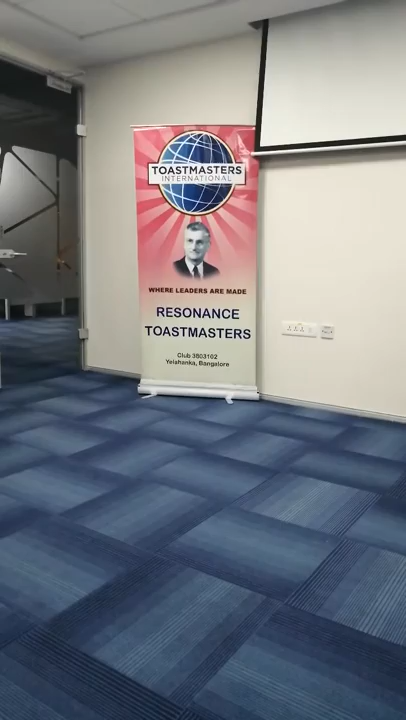 TOASTMASTERS
INTERNATIONAL
WHERE LEADERS ARE MADE
RESONANCE
TOASTMASTERS
Club 3803102
Yelahanka, Bangalore